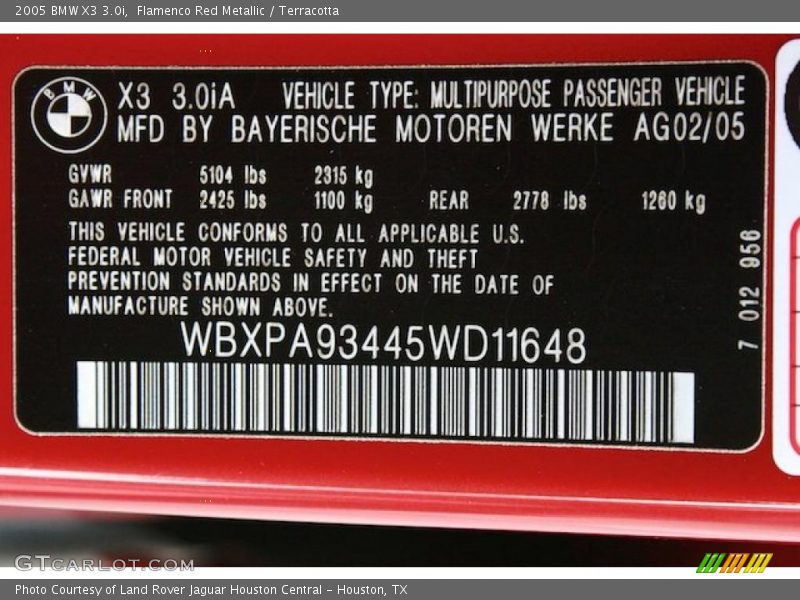 2005 BMW X3 3.0i,  Flamenco Red Metallic / Terracotta
BMW
X3 3.0iA VEHICLE TYPE: MULTIPURPOSE PASSENGER VEHICLE
MFD BY BAYERISCHE MOTOREN WERKE AG02/05
GVWR 5104 lbs 2315 kg
GAWR FRONT 2425 lbs 1100 kg REAR 2778 lbs 1260 kg
THIS VEHICLE CONFORMS TO ALL APPLICABLE U.S.
FEDERAL MOTOR VEHICLE SAFETY AND THEFT
PREVENTION STANDARDS IN EFFECT ON THE DATE OF
MANUFACTURE SHOWN ABOVE.
WBXPA93445WD11648
7 012 956
GTCARLOT.COM
Photo Courtesy of Land Rover Jaguar Houston Central – Houston, TX